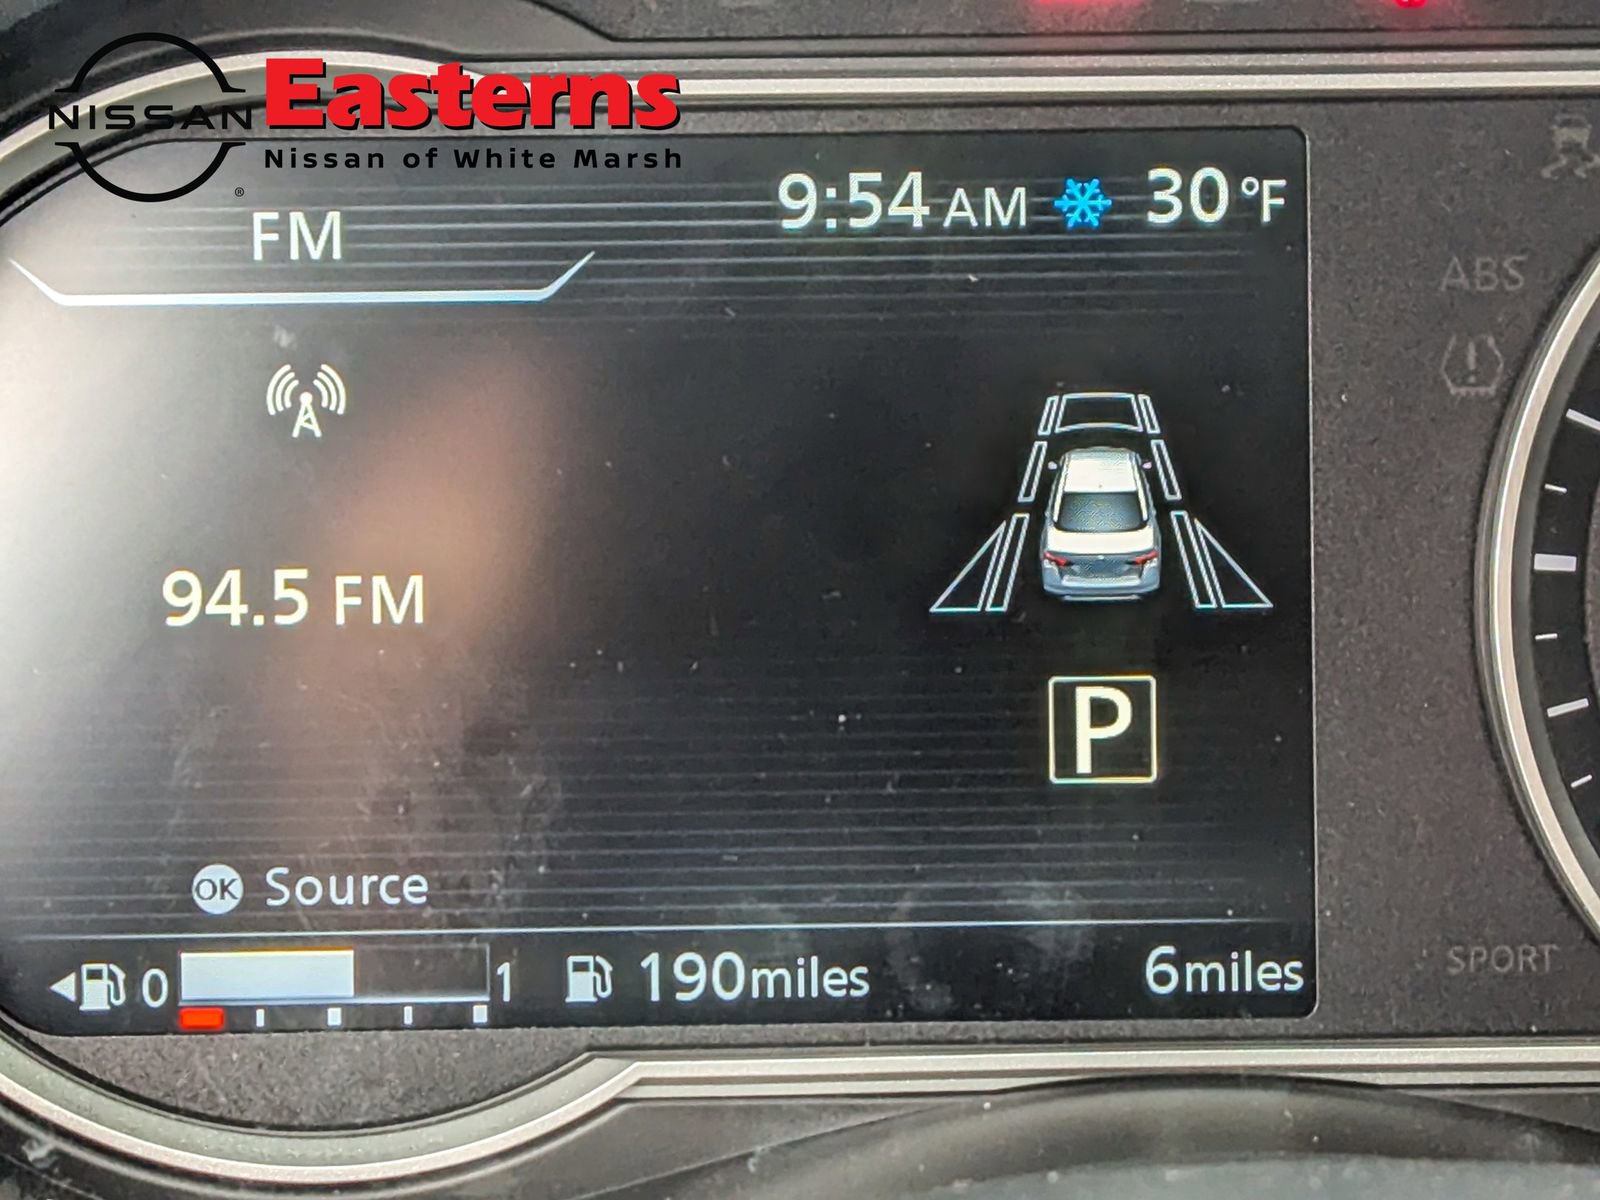 NISSAN
®
Easterns
Nissan of White Marsh
FM
9:54 AM 30 °F
ABS
94.5 FM
P
OK Source
SPORT
0 1 190miles 6miles